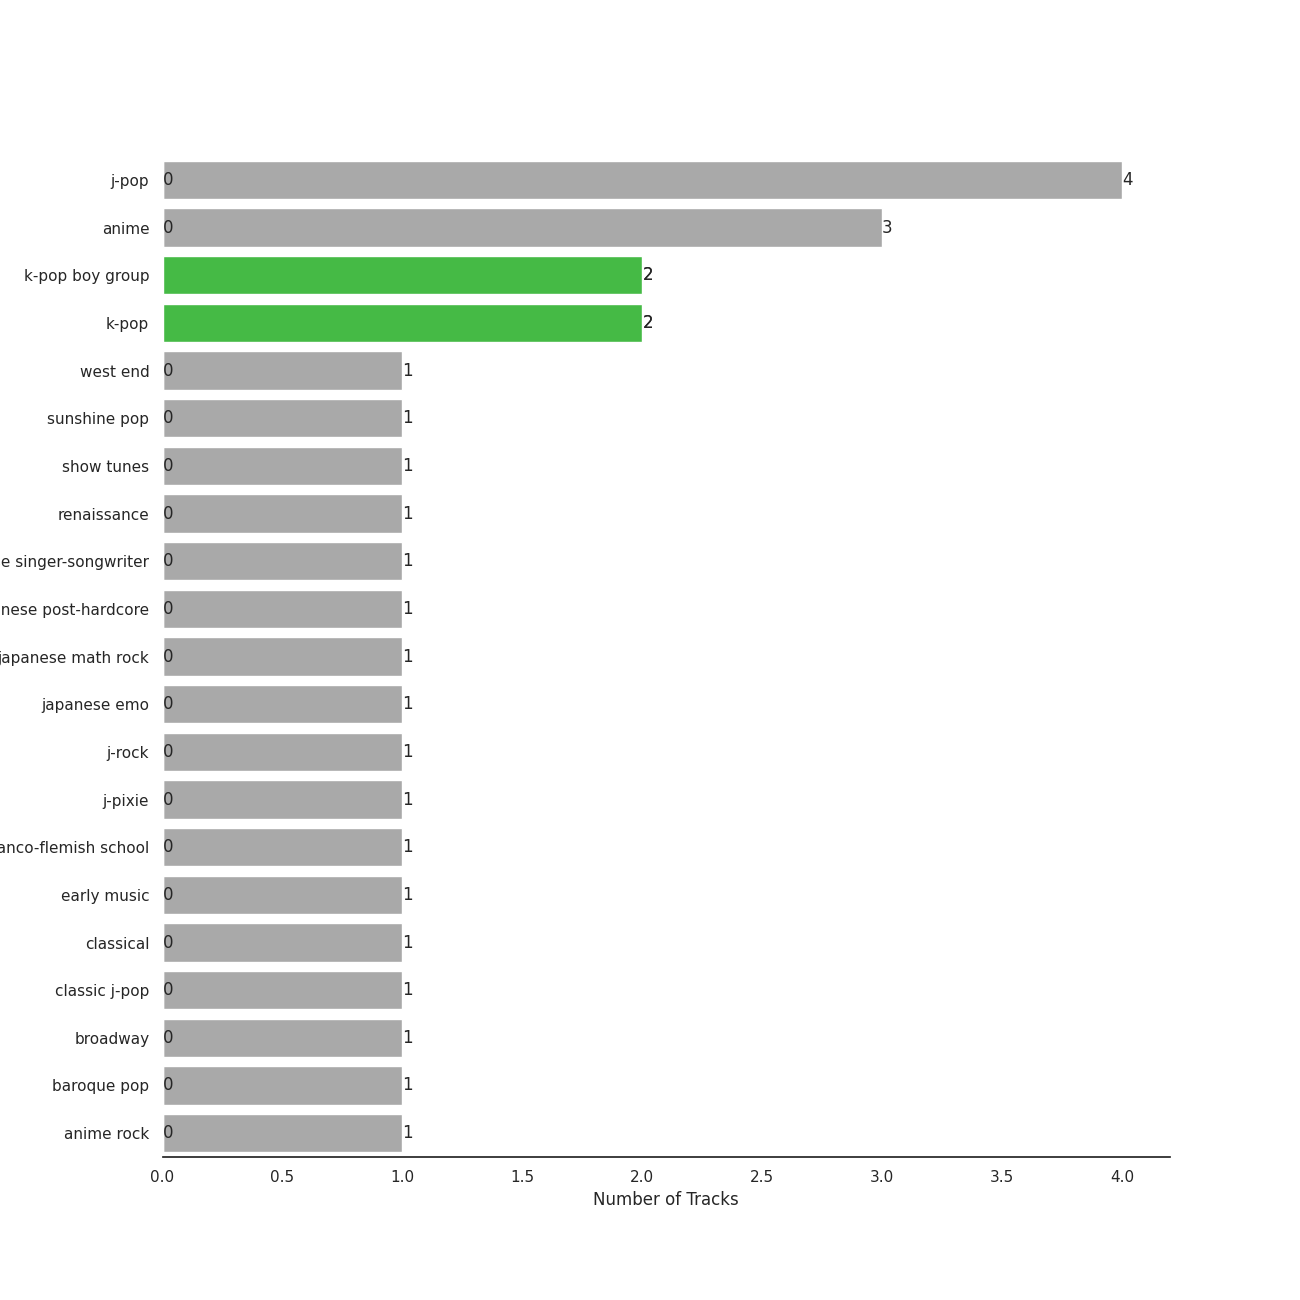 j-pop 0 4
anime 0 3
k-pop boy group 2
k-pop 2
west end 0 1
sunshine pop 0 1
show tunes 0 1
renaissance 0 1
singer-songwriter 0 1
post-hardcore 0 1
japanese math rock 0 1
japanese emo 0 1
j-rock 0 1
j-pixie 0 1
school 0 1
early music 0 1
classical 0 1
classic j-pop 0 1
broadway 0 1
baroque pop 0 1
anime rock 0 1
0.0 0.5 1.0 1.5 2.0 2.5 3.0 3.5 4.0
Number of Tracks